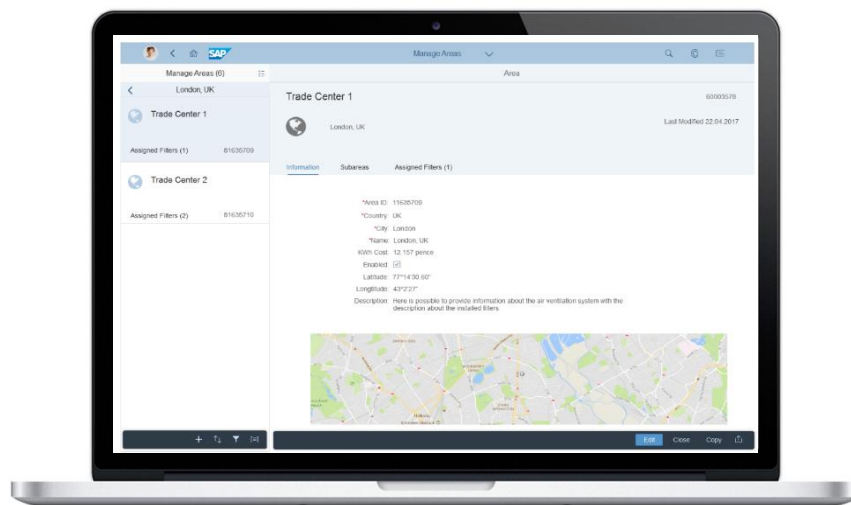 SAP
Manage Areas
Manage Areas (6)
Area
London, UK
Trade Center 1
Assigned Filters (1) 81635709
Trade Center 2
Assigned Filters (2) 81635710
Trade Center 1
60003578
London, UK
Last Modified 22.04.2017
Information Subareas Assigned Filters (1)
*Area ID: 11635709
*Country: UK
*City: London
*Name: London, UK
KWh Cost: 12,157 pence
Enabled:
Latitude: 77°14'30.60"
Longtitude: 43°2'27"
Description: Here is possible to provide information about the air ventilation system with the
description about the installed filters
Edit Close Copy